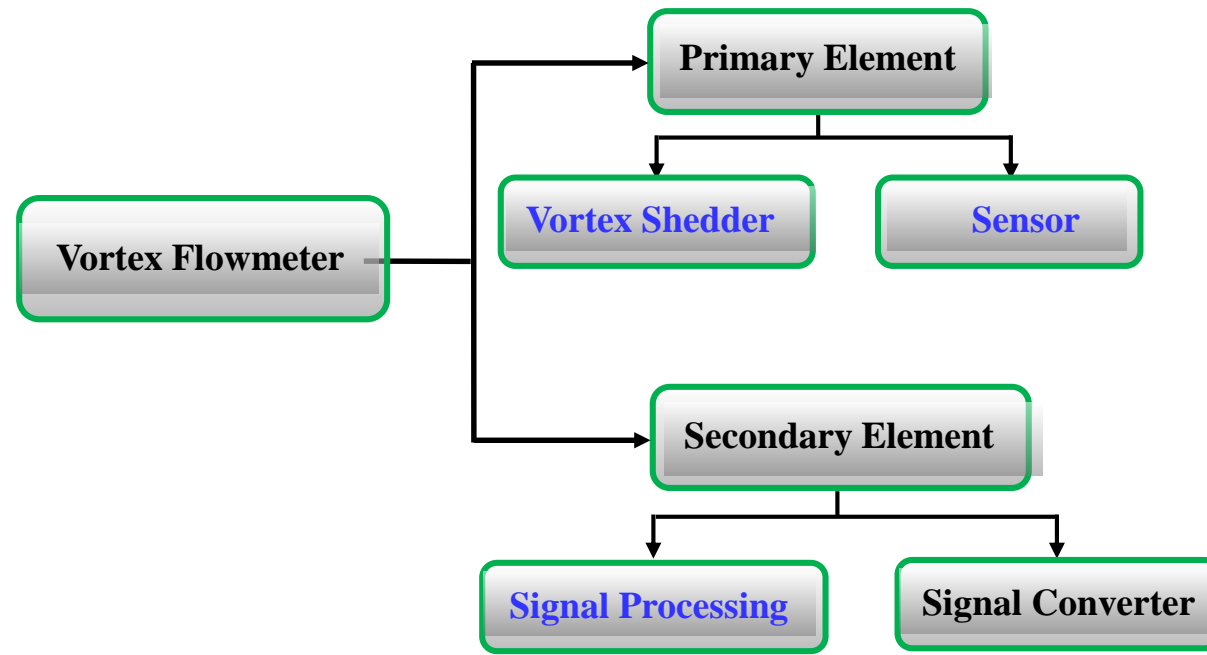 Primary Element
Vortex Shedder
Sensor
Vortex Flowmeter
Secondary Element
Signal Processing
Signal Converter